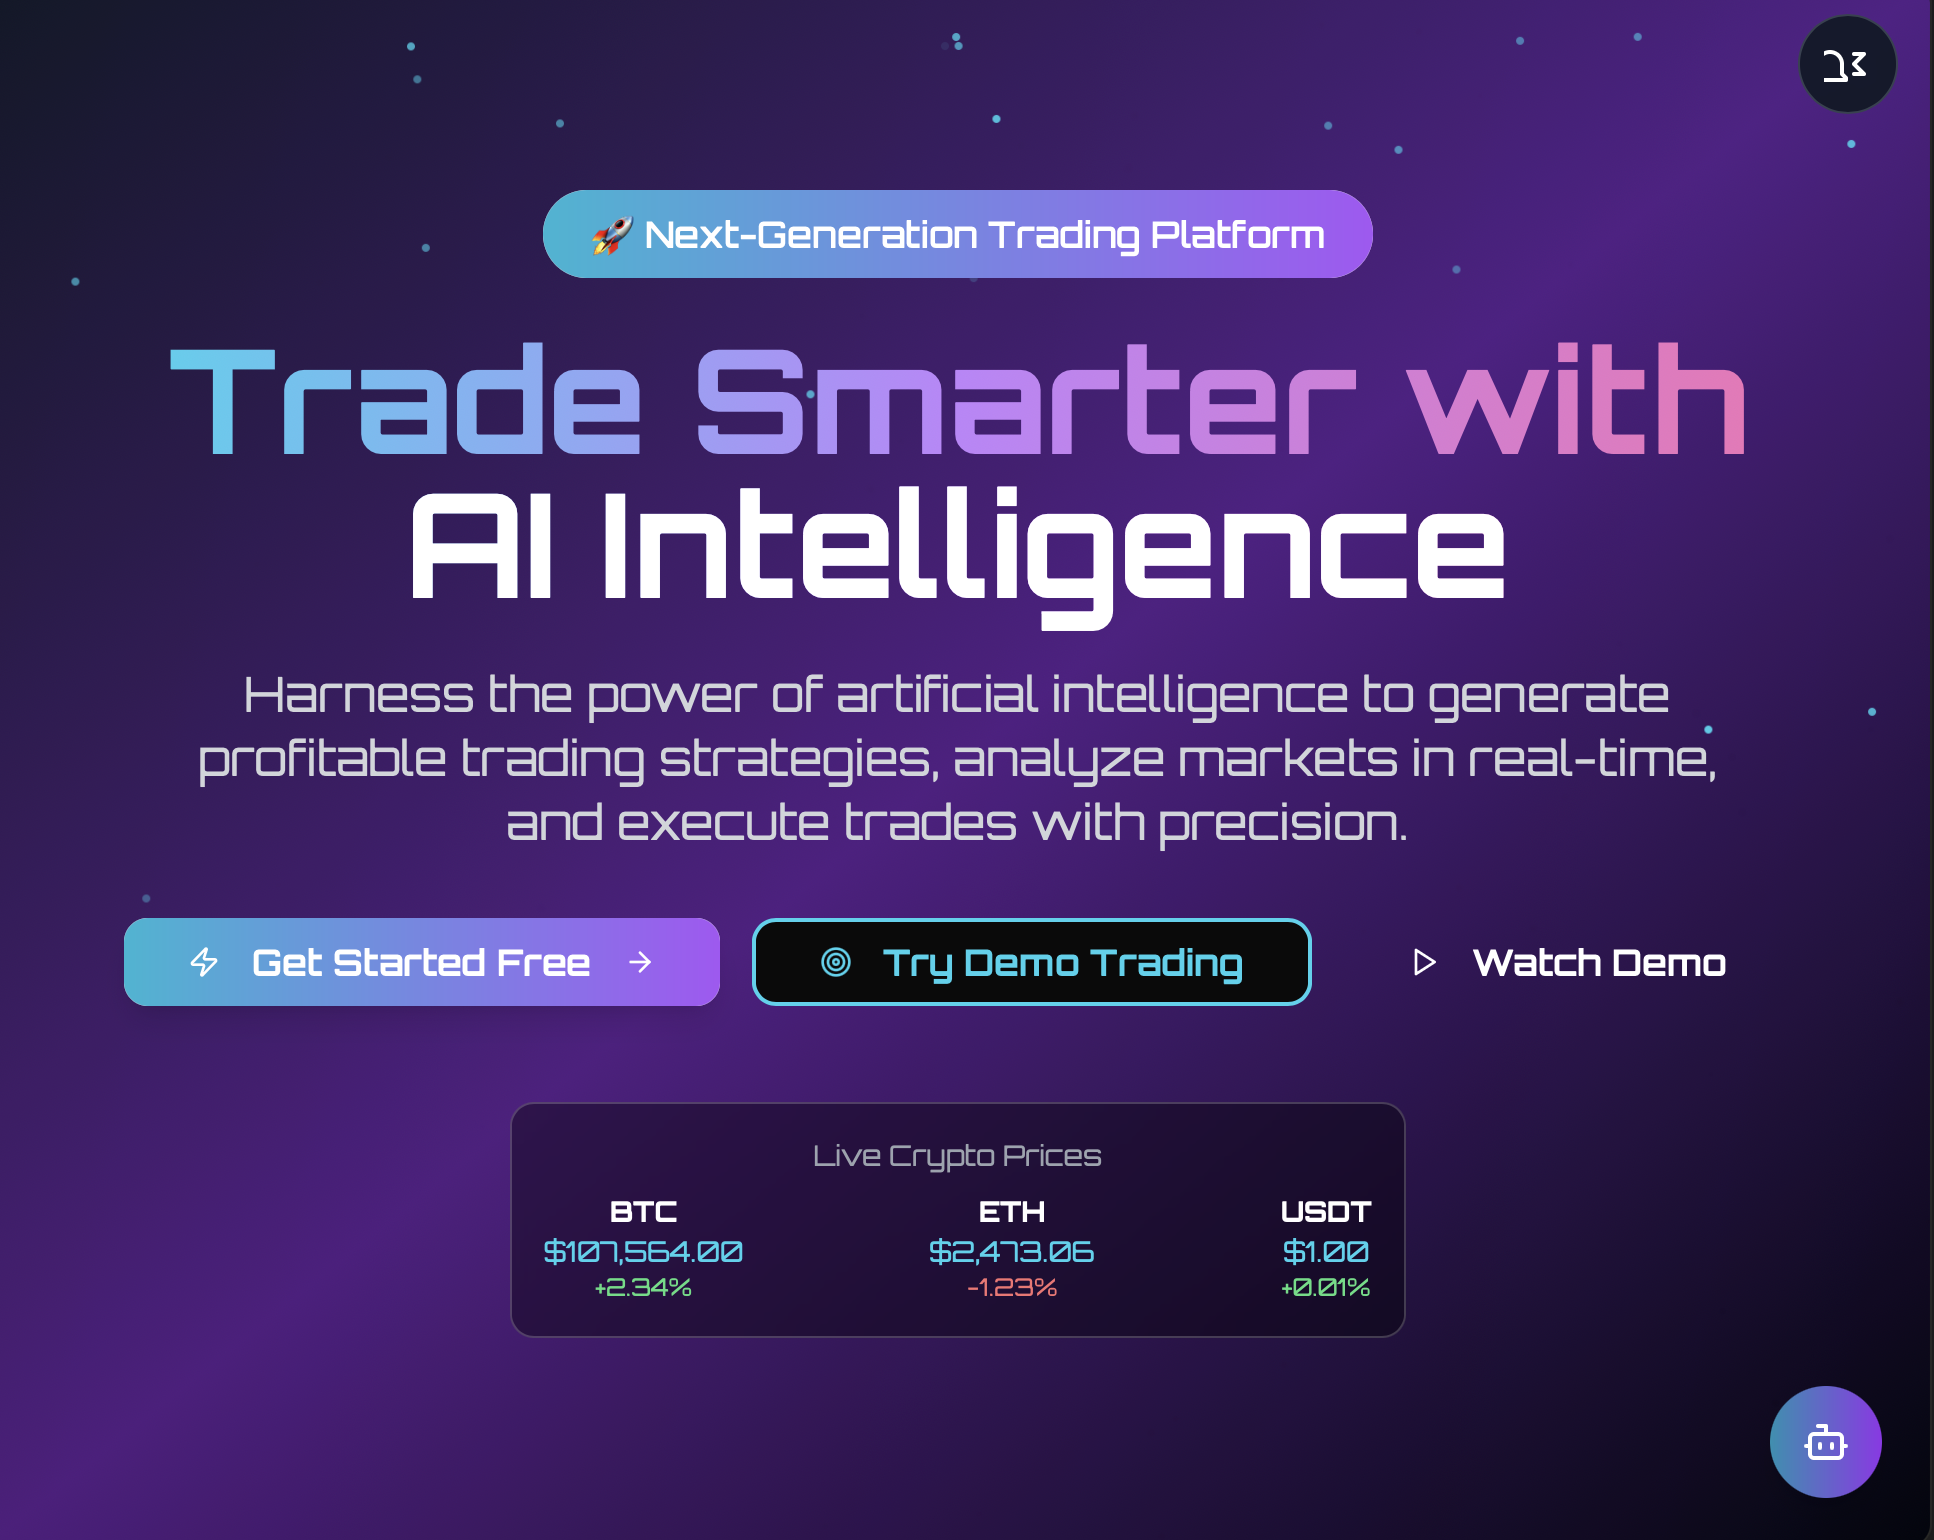 🚀 Next-Generation Trading Platform
Trade Smarter with
AI Intelligence
Harness the power of artificial intelligence to generate
profitable trading strategies, analyze markets in real-time,
and execute trades with precision.
Get Started Free
Try Demo Trading
Watch Demo
Live Crypto Prices
BTC ETH USDT
$107,564.00 $2,473.06 $1.00
+2.34% -1.23% +0.01%